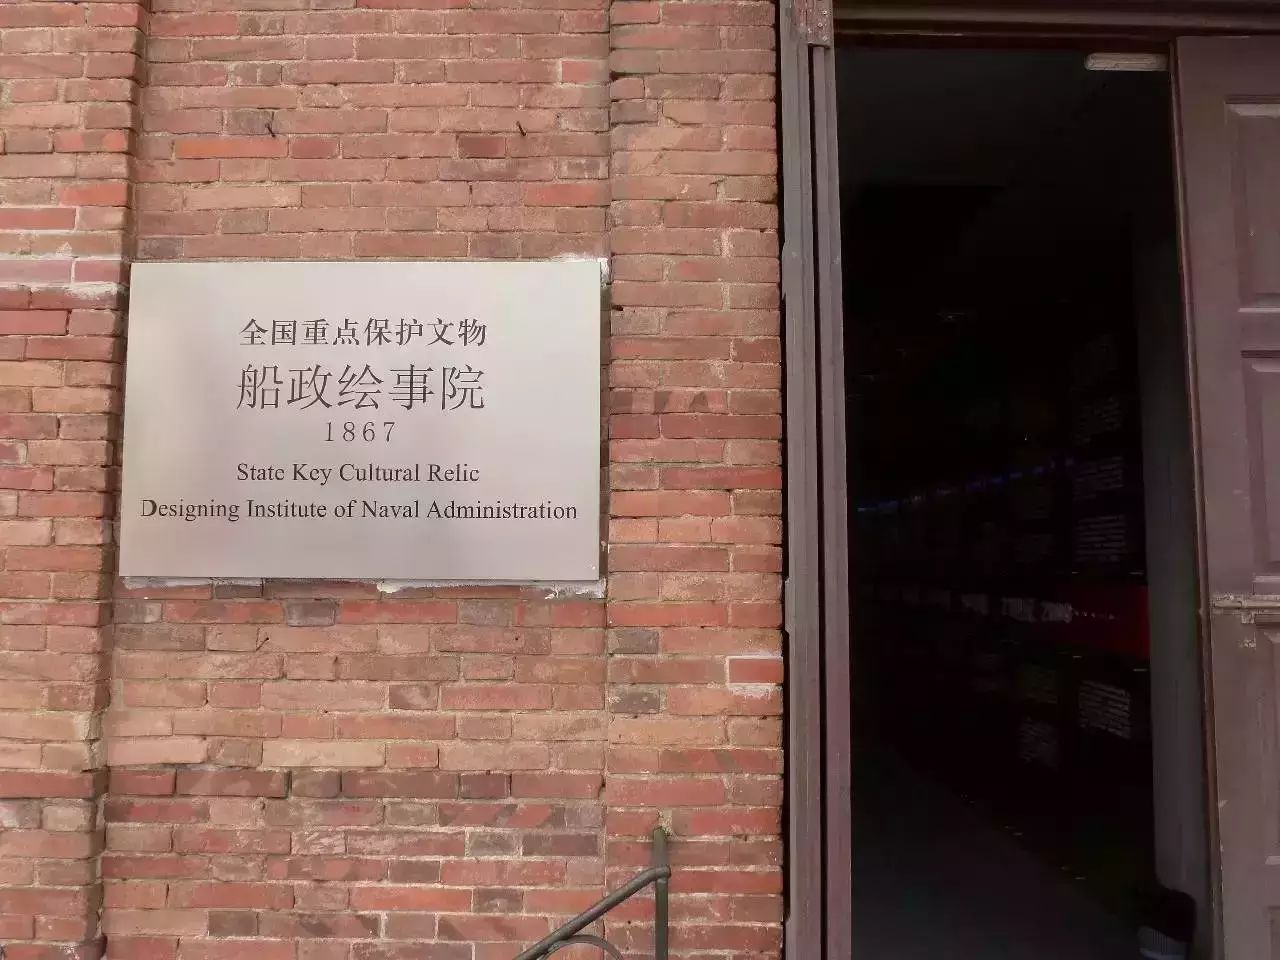 全国重点保护文物
船政绘事院
1867
State Key Cultural Relic
Designing Institute of Naval Administration